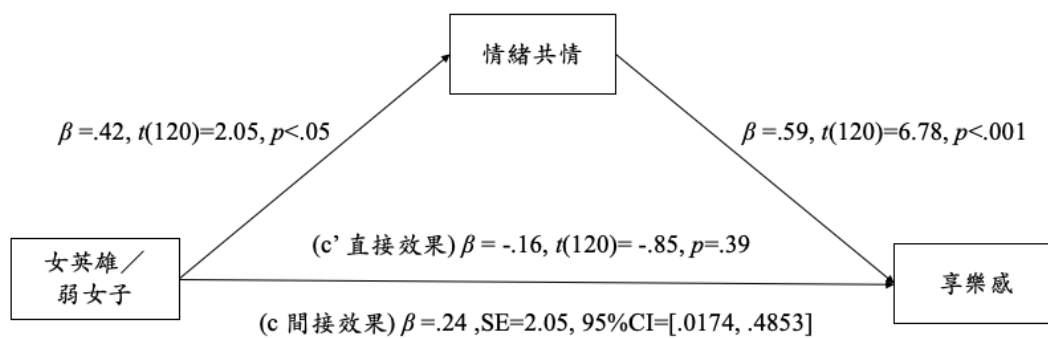 情緒共情
β =.42, t(120)=2.05, p<.05
β =.59, t(120)=6.78, p<.001
(c’ 直接效果) β = -.16, t(120)= -.85, p=.39
女英雄／
弱女子
享樂感
(c 間接效果) β =.24 ,SE=2.05, 95%CI=[.0174, .4853]